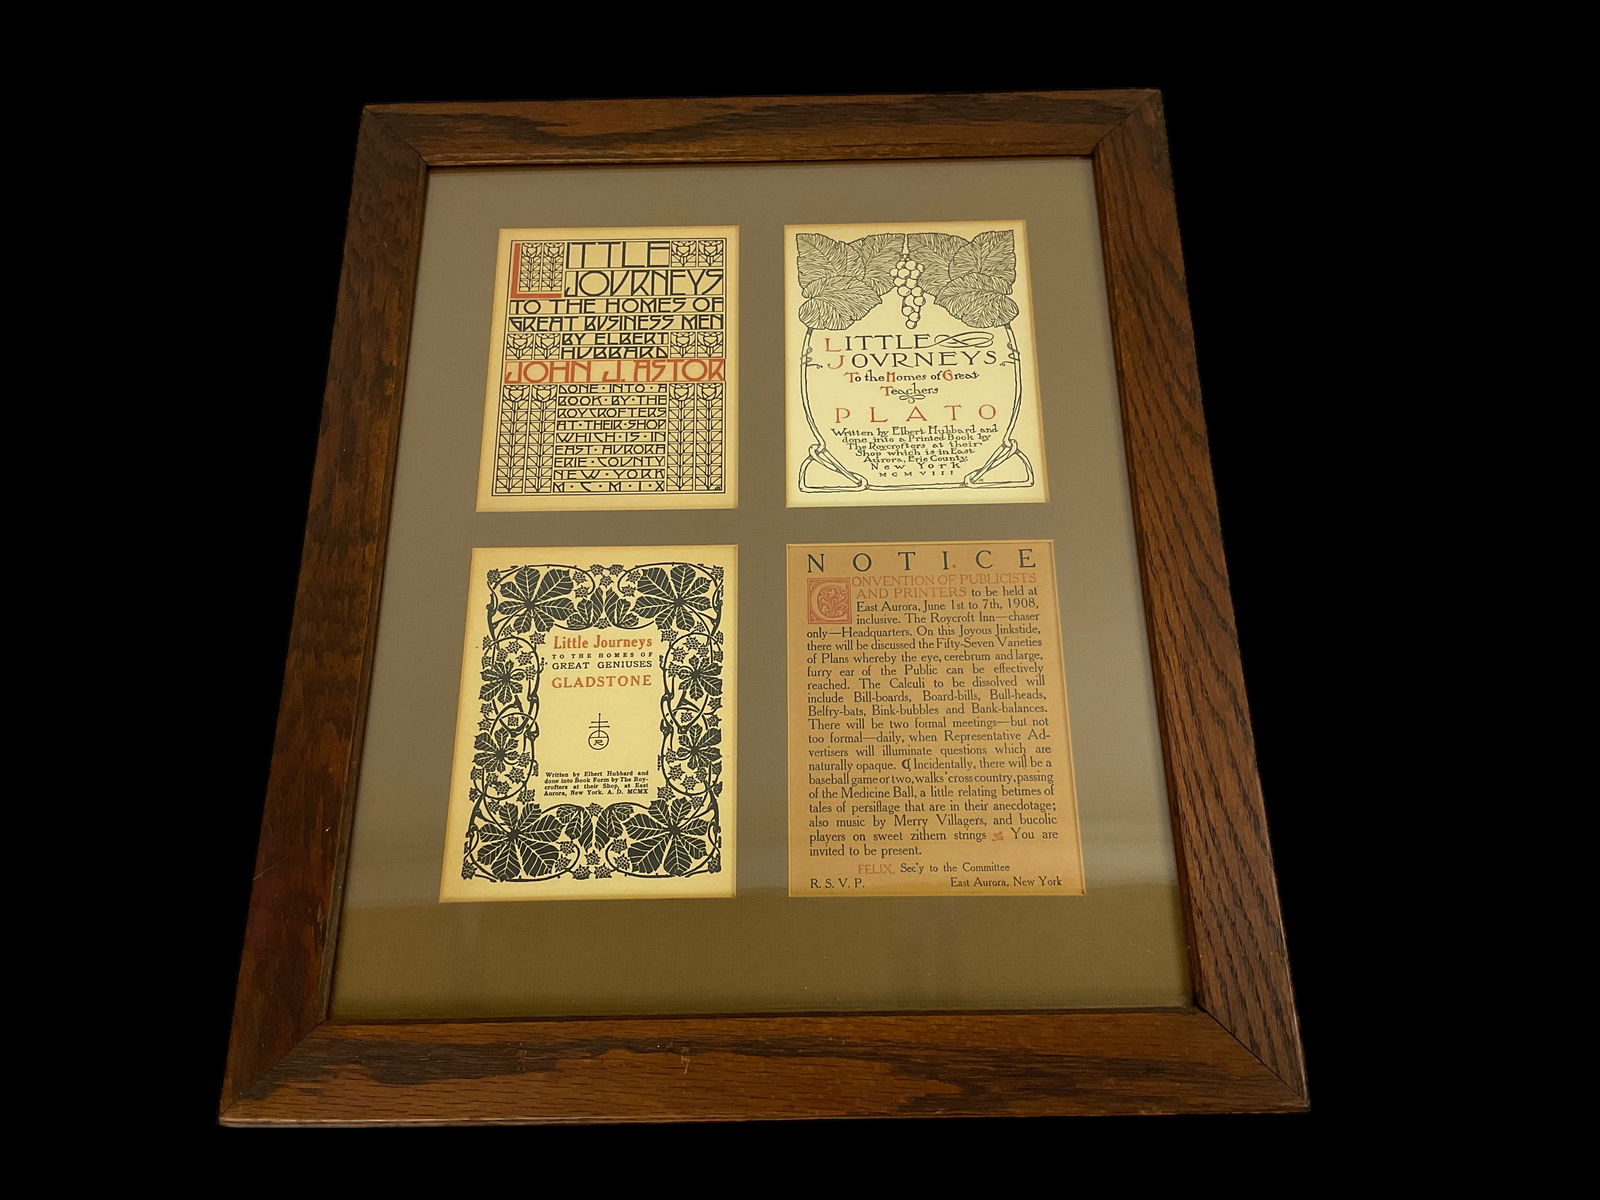 LITTLE
JOVRNEYS
TO THE HOMES OF
GREAT BVSINESS MEN
BY ELBERT
HUBBARD
JOHN J. ASTOR
DONE·INTO·A
BOOK·BY·THE
ROYCROFTERS
AT·THEIR·SHOP
WHICH·IS·IN
EAST·AVRORA
ERIE·COVNTY
NEW·YORK
M·C·M·I·X
LITTLE
JOVRNEYS
To the Homes of Great
Teachers
PLATO
Written by Elbert Hubbard and
done into a Printed Book by
The Roycrofters at their
Shop which is in East
Aurora, Erie County,
New York
MCMVIII
Little Journeys
TO THE HOMES OF
GREAT GENIUSES
GLADSTONE
R
Written by Elbert Hubbard and
done into Book Form by The Roy-
crofters at their Shop, at East
Aurora, New York. A. D. MCMX
NOTICE
CONVENTION OF PUBLICISTS
AND PRINTERS to be held at
East Aurora, June 1st to 7th, 1908,
inclusive. The Roycroft Inn—chaser
only—Headquarters. On this Joyous Jinkstide,
there will be discussed the Fifty-Seven Varieties
of Plans whereby the eye, cerebrum and large,
furry ear of the Public can be effectively
reached. The Calculi to be dissolved will
include Bill-boards, Board-bills, Bull-heads,
Belfry-bats, Bink-bubbles and Bank-balances.
There will be two formal meetings—but not
too formal—daily, when Representative Ad-
vertisers will illuminate questions which are
naturally opaque. ¶ Incidentally, there will be a
baseball game or two, walks 'cross country, passing
of the Medicine Ball, a little relating betimes of
tales of persiflage that are in their anecdotage;
also music by Merry Villagers, and bucolic
players on sweet zithern strings You are
invited to be present.
FELIX, Sec'y to the Committee
R. S. V. P. East Aurora, New York